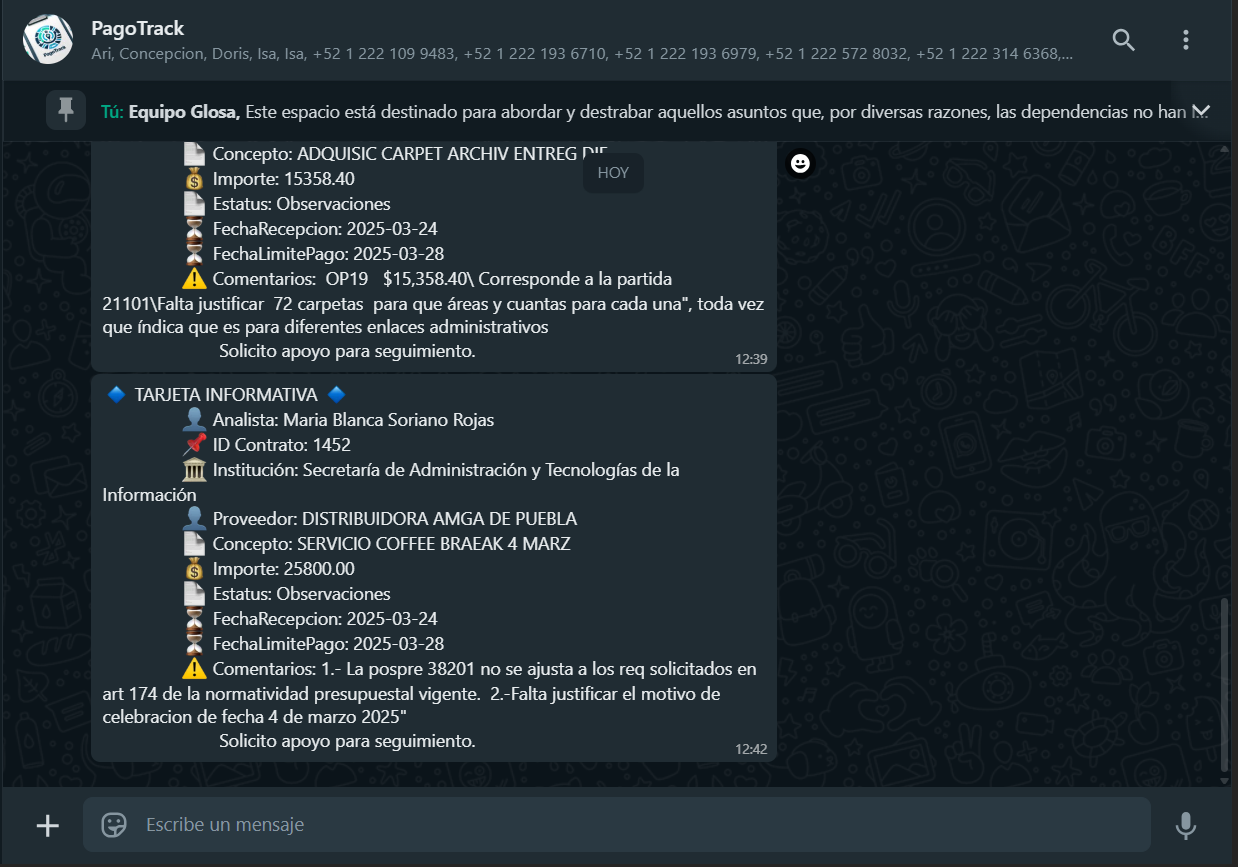 PagoTrack
Ari, Concepcion, Doris, Isa, Isa, +52 1 222 109 9483, +52 1 222 193 6710, +52 1 222 193 6979, +52 1 222 572 8032, +52 1 222 314 6368,...
Tú: Equipo Glosa, Este espacio está destinado para abordar y destrabar aquellos asuntos que, por diversas razones, las dependencias no han
Concepto: ADQUISIC CARPET ARCHIV ENTREG DIF
HOY
Importe: 15358.40
Estatus: Observaciones
FechaRecepcion: 2025-03-24
FechaLimitePago: 2025-03-28
Comentarios:  OP19   $15,358.40\ Corresponde a la partida
21101\Falta justificar  72 carpetas  para que áreas y cuantas para cada una", toda vez
que índica que es para diferentes enlaces administrativos
Solicito apoyo para seguimiento.
12:39
🔷 TARJETA INFORMATIVA 🔷
👤 Analista: Maria Blanca Soriano Rojas
📌 ID Contrato: 1452
🏛 Institución: Secretaría de Administración y Tecnologías de la
Información
👤 Proveedor: DISTRIBUIDORA AMGA DE PUEBLA
📄 Concepto: SERVICIO COFFEE BRAEAK 4 MARZ
💰 Importe: 25800.00
📄 Estatus: Observaciones
⏳ FechaRecepcion: 2025-03-24
⏳ FechaLimitePago: 2025-03-28
⚠️ Comentarios: 1.- La pospre 38201 no se ajusta a los req solicitados en
art 174 de la normatividad presupuestal vigente.  2.-Falta justificar el motivo de
celebracion de fecha 4 de marzo 2025"
Solicito apoyo para seguimiento.
12:42
Escribe un mensaje